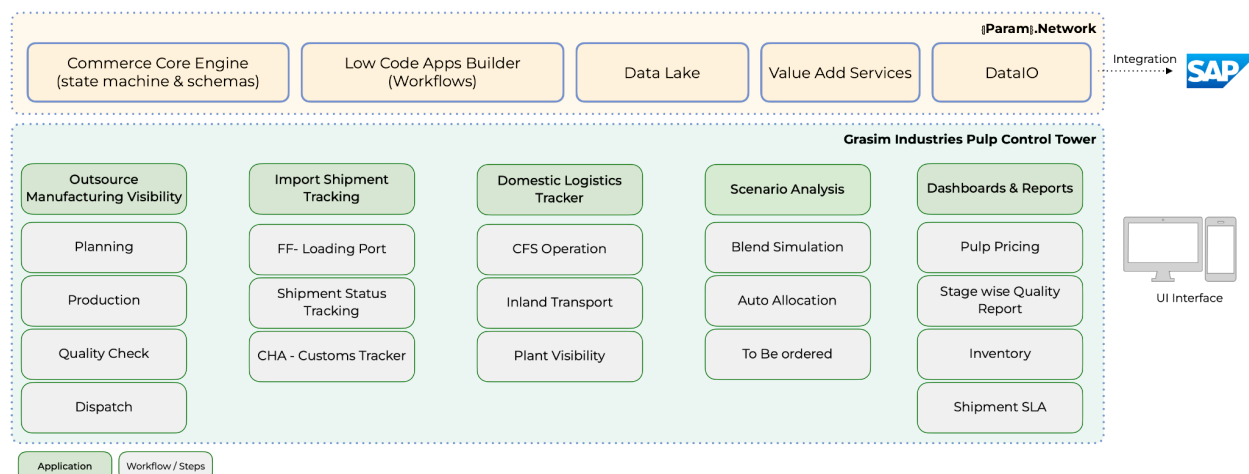 Param.Network
Commerce Core Engine
(state machine & schemas)
Low Code Apps Builder
(Workflows)
Data Lake
Value Add Services
DataIO
Integration
SAP
Grasim Industries Pulp Control Tower
Outsource
Manufacturing Visibility
Planning
Production
Quality Check
Dispatch
Import Shipment
Tracking
FF- Loading Port
Shipment Status
Tracking
CHA - Customs Tracker
Domestic Logistics
Tracker
CFS Operation
Inland Transport
Plant Visibility
Scenario Analysis
Blend Simulation
Auto Allocation
To Be ordered
Dashboards & Reports
Pulp Pricing
Stage wise Quality
Report
Inventory
Shipment SLA
UI Interface
Application
Workflow / Steps